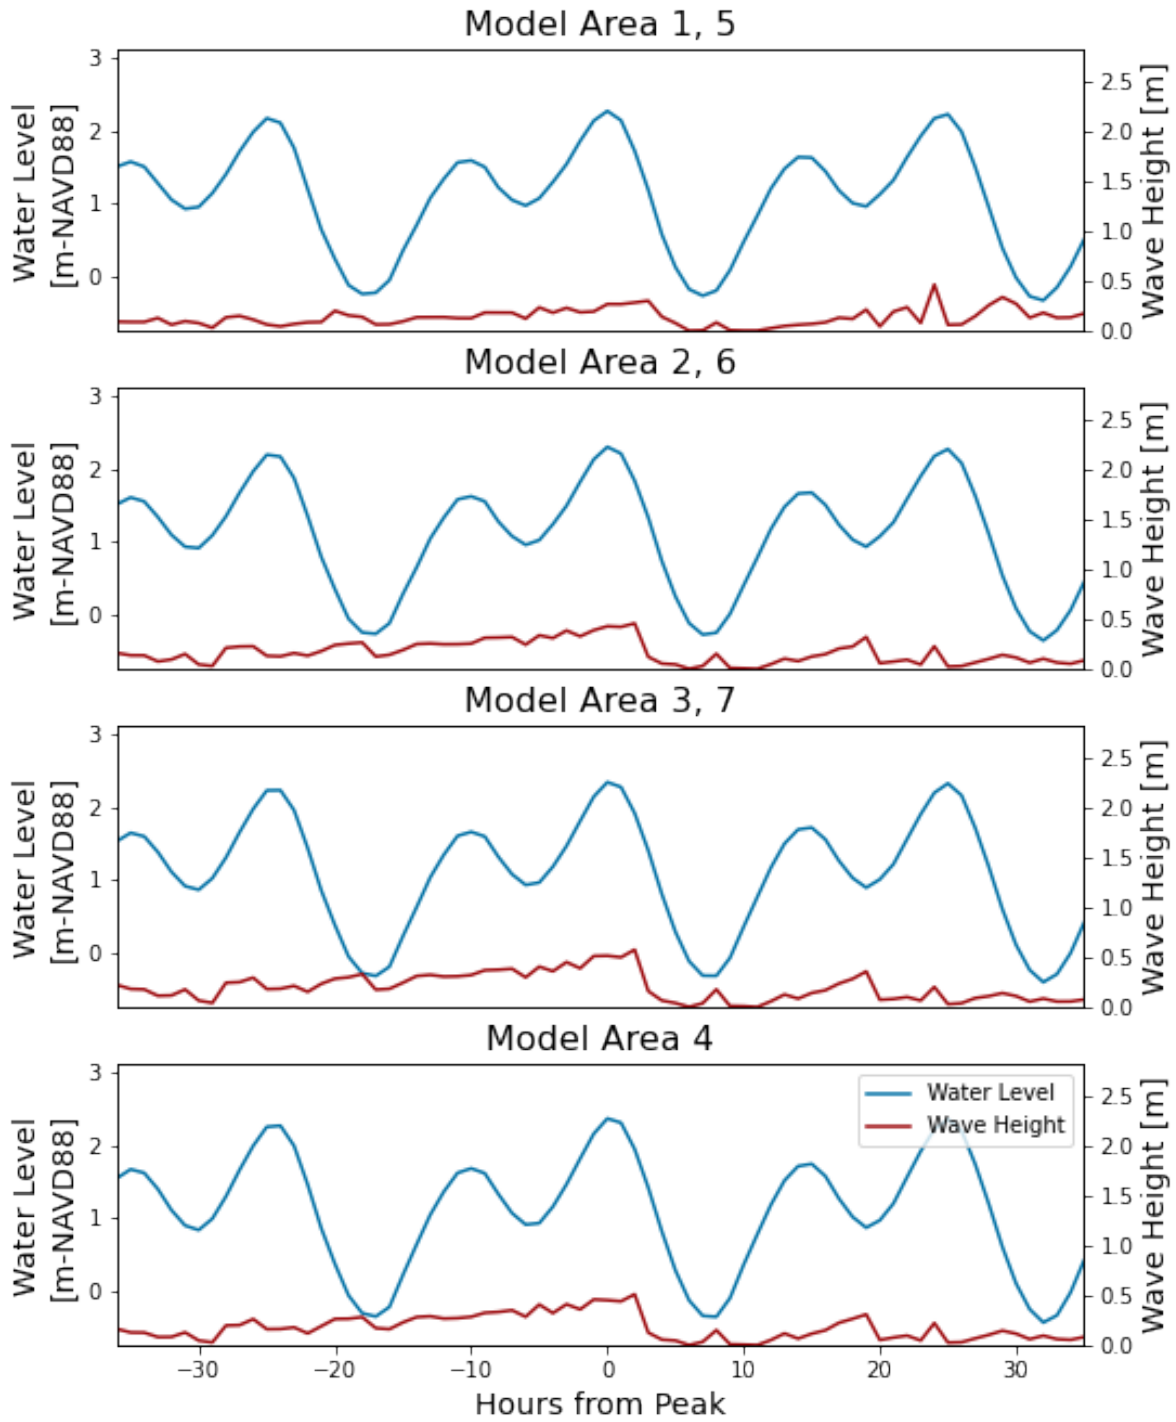 Model Area 1, 5
Water Level
[m-NAVD88]
3
2
1
0
Wave Height [m]
2.5
2.0
1.5
1.0
0.5
0.0
Model Area 2, 6
Water Level
[m-NAVD88]
3
2
1
0
Wave Height [m]
2.5
2.0
1.5
1.0
0.5
0.0
Model Area 3, 7
Water Level
[m-NAVD88]
3
2
1
0
Wave Height [m]
2.5
2.0
1.5
1.0
0.5
0.0
Model Area 4
Water Level
[m-NAVD88]
3
2
1
0
Water Level
Wave Height
Wave Height [m]
2.5
2.0
1.5
1.0
0.5
0.0
−30 −20 −10 0 10 20 30
Hours from Peak